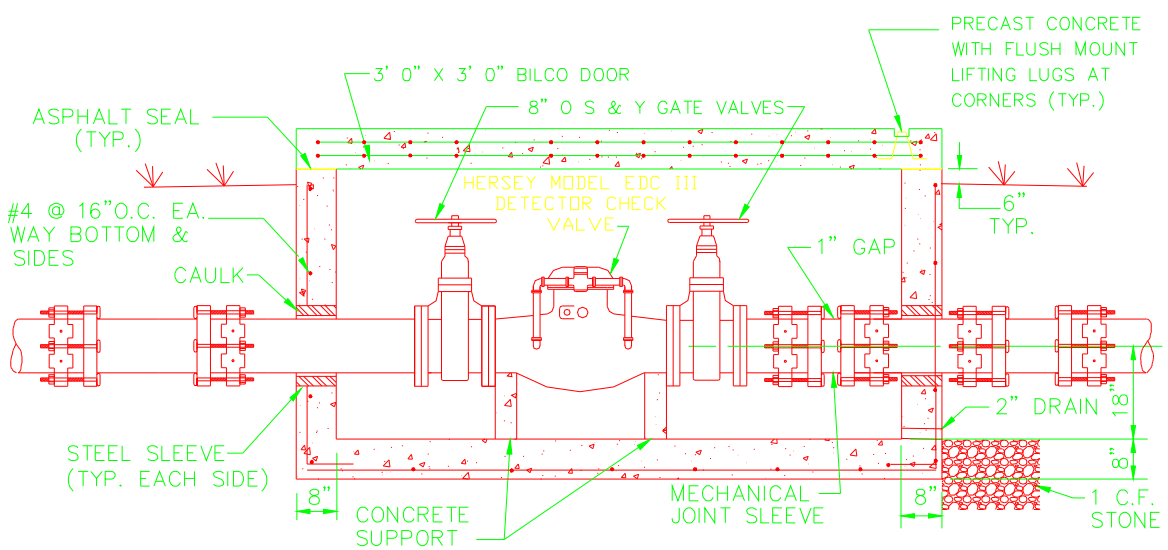 PRECAST CONCRETE
WITH FLUSH MOUNT
LIFTING LUGS AT
CORNERS (TYP.)
3' 0" X 3' 0" BILCO DOOR
8" O S & Y GATE VALVES
ASPHALT SEAL
(TYP.)
HERSEY MODEL EDC III
DETECTOR CHECK
VALVE
#4 @ 16"O.C. EA.
WAY BOTTOM &
SIDES
6"
TYP.
1" GAP
CAULK
2" DRAIN
18"
STEEL SLEEVE
(TYP. EACH SIDE)
8"
8"
8"
MECHANICAL
JOINT SLEEVE
1 C.F.
STONE
CONCRETE
SUPPORT